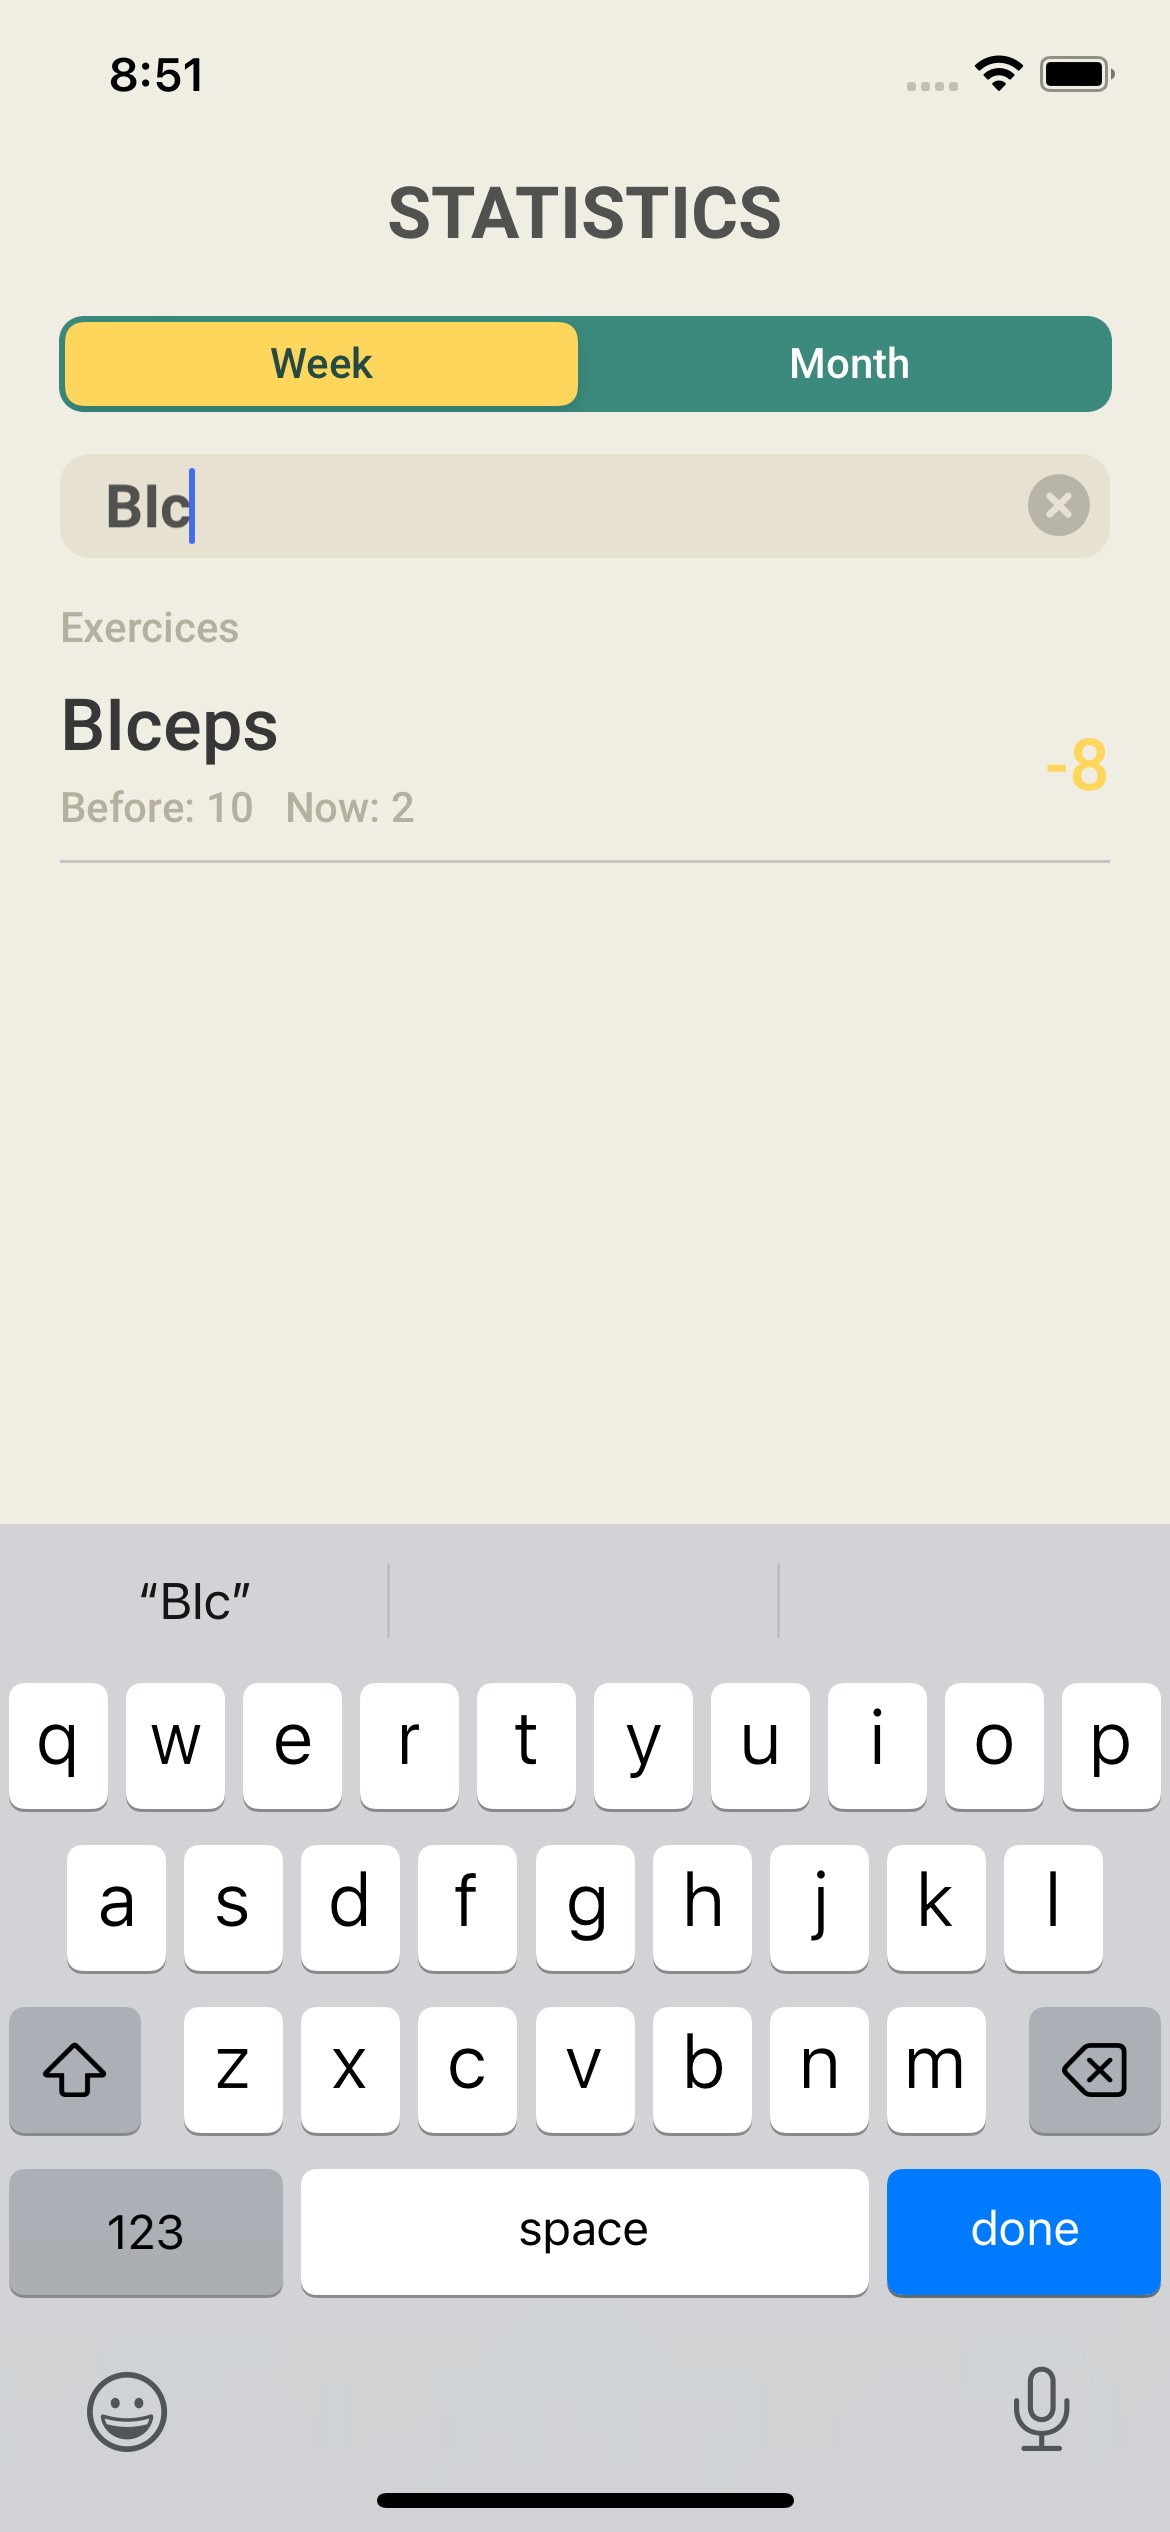 8:51
STATISTICS
Week Month
BIc
Exercices
BIceps
-8
Before: 10 Now: 2
“BIc”
q w e r t y u i o p
a s d f g h j k l
z x c v b n m
123 space done